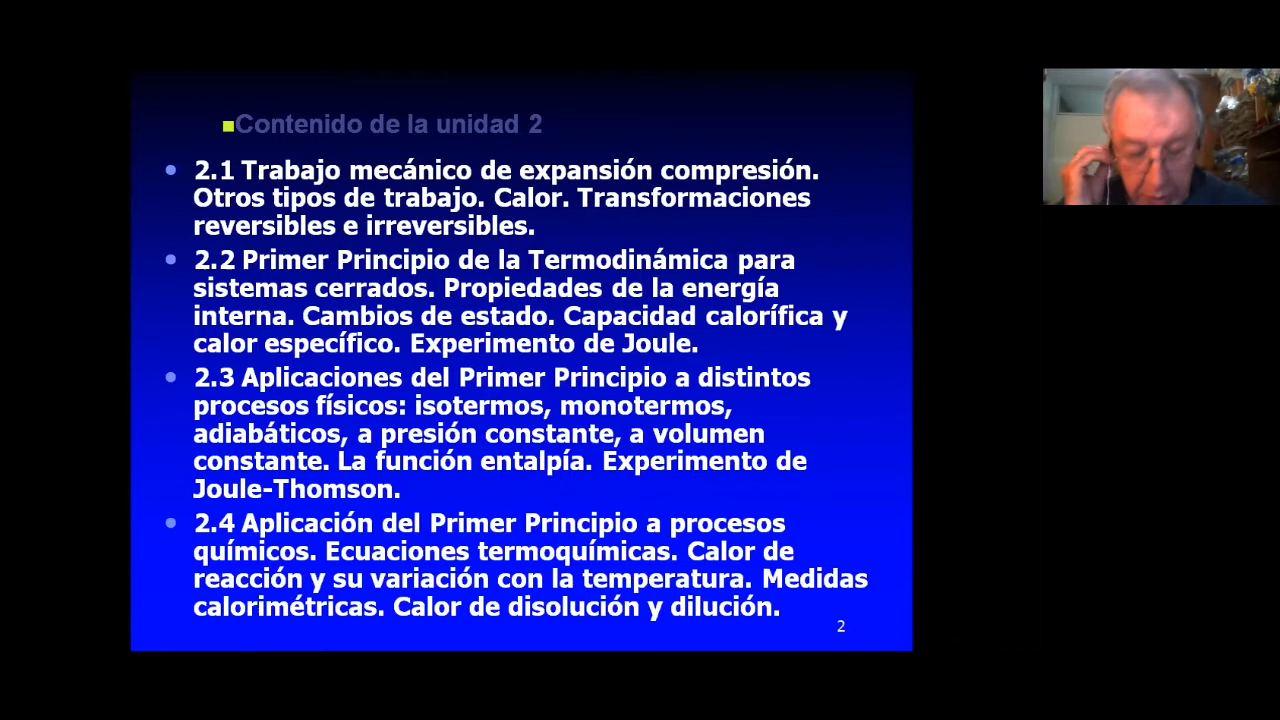 Contenido de la unidad 2
2.1 Trabajo mecánico de expansión compresión.
Otros tipos de trabajo. Calor. Transformaciones
reversibles e irreversibles.
2.2 Primer Principio de la Termodinámica para
sistemas cerrados. Propiedades de la energía
interna. Cambios de estado. Capacidad calorífica y
calor específico. Experimento de Joule.
2.3 Aplicaciones del Primer Principio a distintos
procesos físicos: isotermos, monotermos,
adiabáticos, a presión constante, a volumen
constante. La función entalpía. Experimento de
Joule-Thomson.
2.4 Aplicación del Primer Principio a procesos
químicos. Ecuaciones termoquímicas. Calor de
reacción y su variación con la temperatura. Medidas
calorimétricas. Calor de disolución y dilución.
2